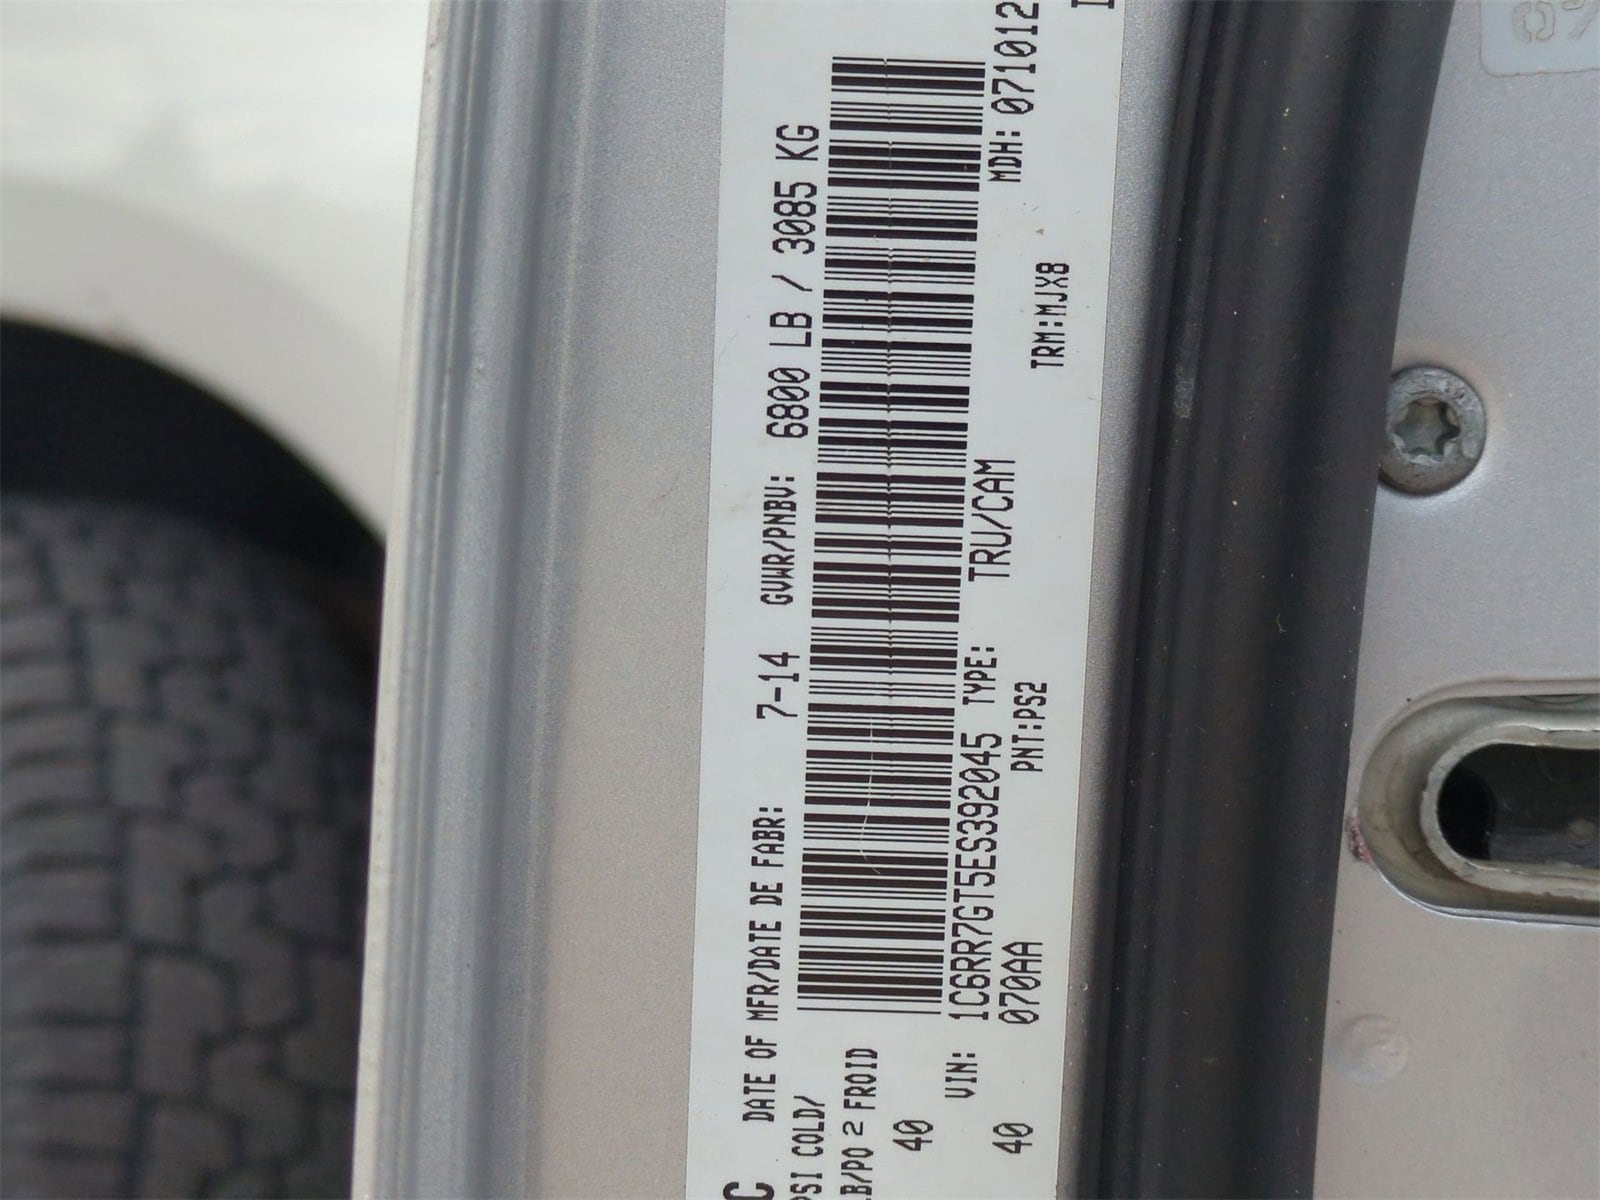 DATE OF MFR/DATE DE FABR: 7-14 GVWR/PNBV: 6800 LB / 3085 KG
PSI COLD/
LB/PO 2 FROID
40
VIN: 1C6RR7GT5ES392045 TYPE: TRU/CAM MDH: 071012
40 070AA PNT:PS2 TRM:MJX8